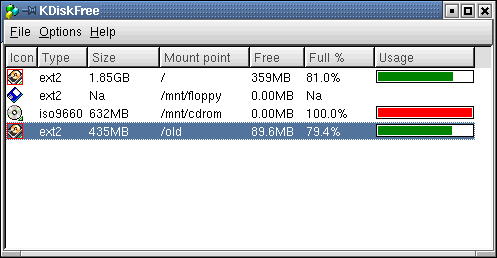 KDiskFree
File Options Help
Icon Type Size Mount point Free Full % Usage
ext2 1.85GB / 359MB 81.0%
ext2 Na /mnt/floppy 0.00MB Na
iso9660 632MB /mnt/cdrom 0.00MB 100.0%
ext2 435MB /old 89.6MB 79.4%